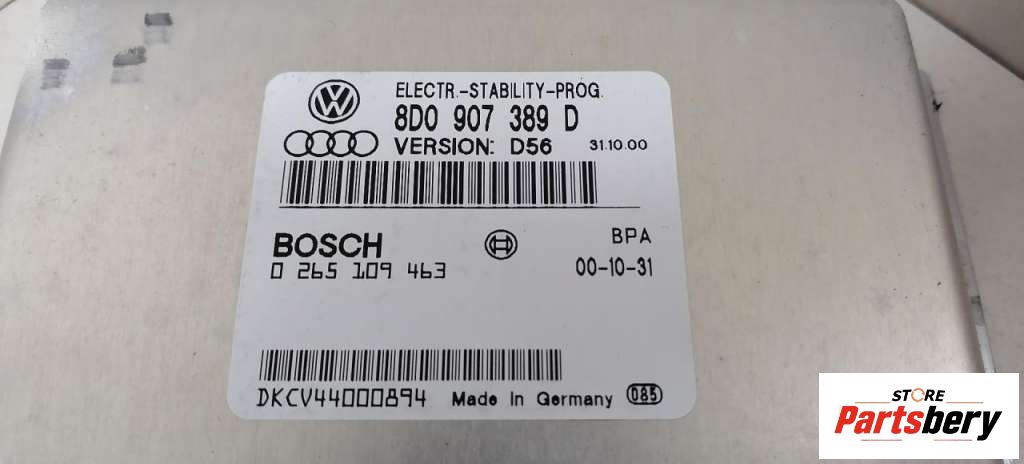 ELECTR.-STABILITY-PROG.
8D0 907 389 D
VERSION: D56 31.10.00
BOSCH BPA
0 265 109 463 00-10-31
DKCV44000894 Made in Germany 085
STORE
Partsbery